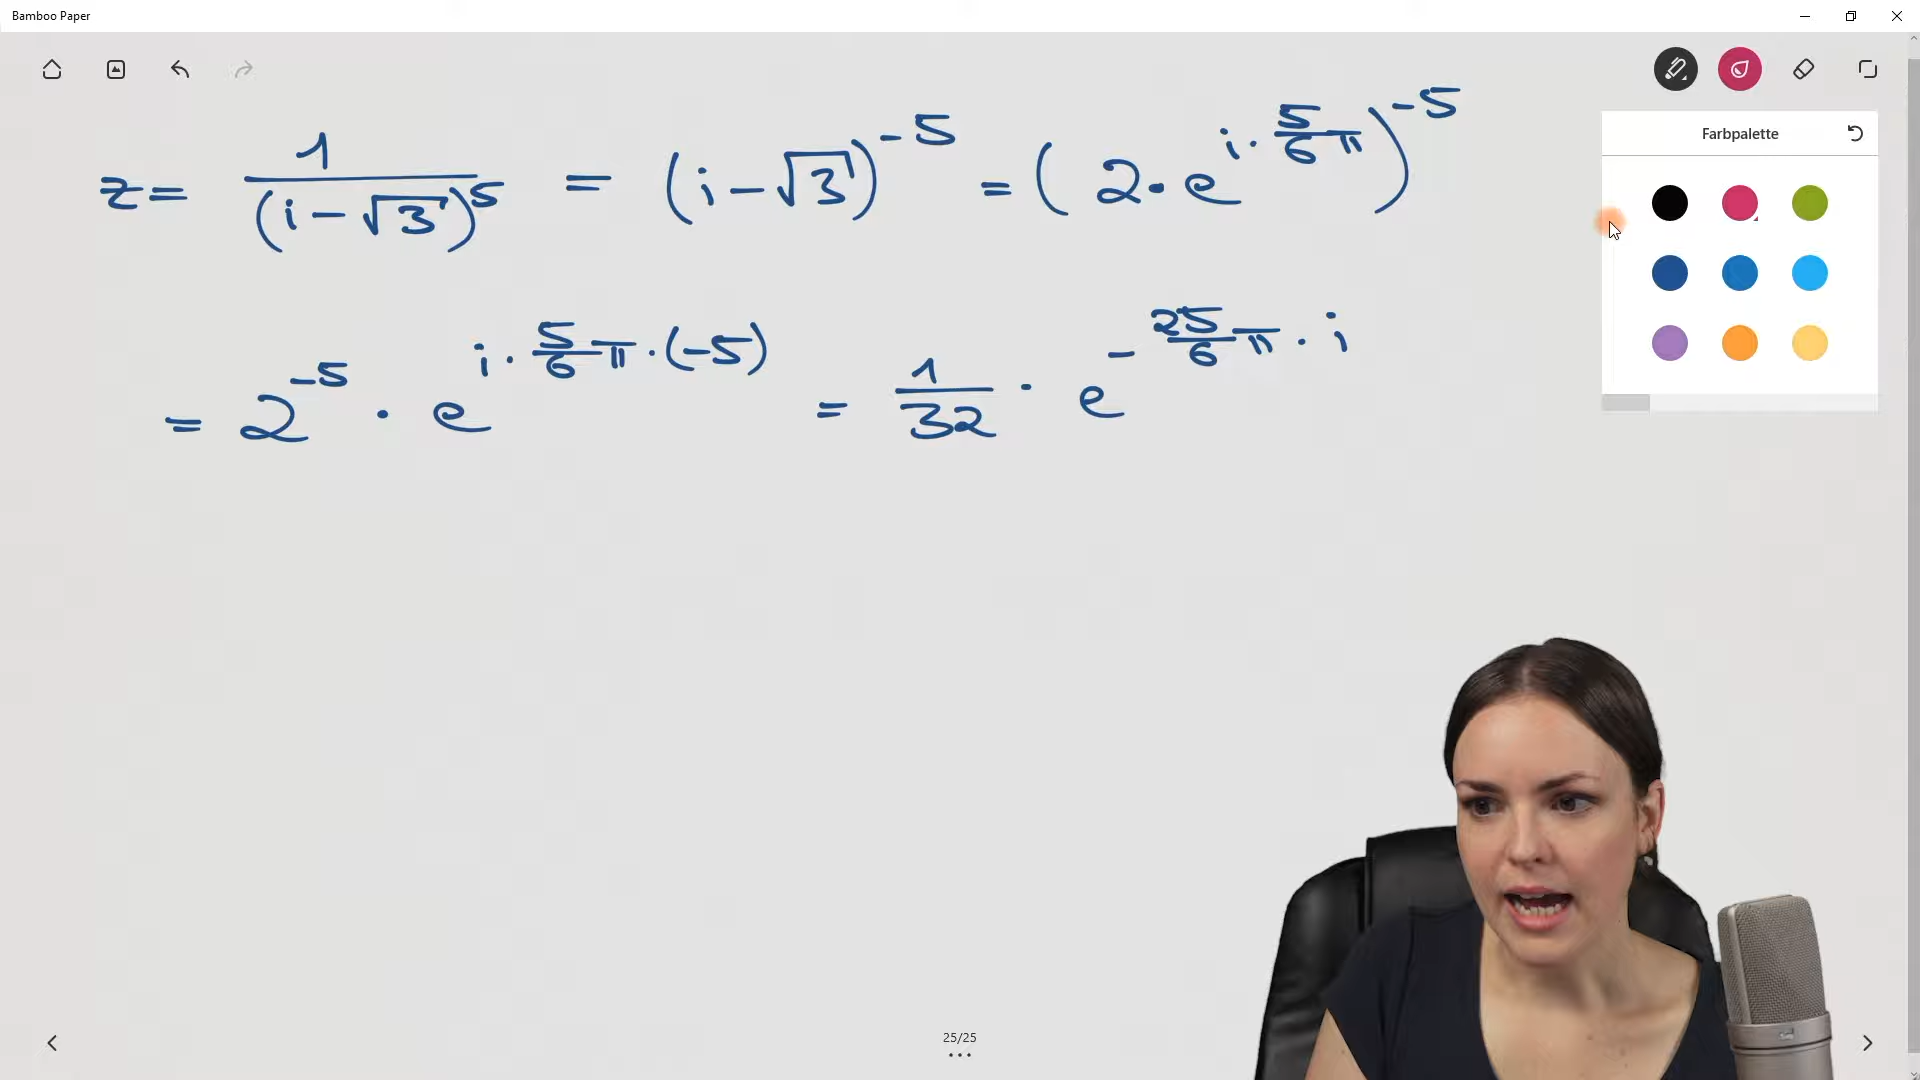 Bamboo Paper
z = 1/(i - √3)^5 = (i - √3)^-5 = (2 · e^(i · 5/6 π))^-5
Farbpalette
= 2^-5 · e^(i · 5/6 π · (-5)) = 1/32 · e^(- 25/6 π · i)
25/25